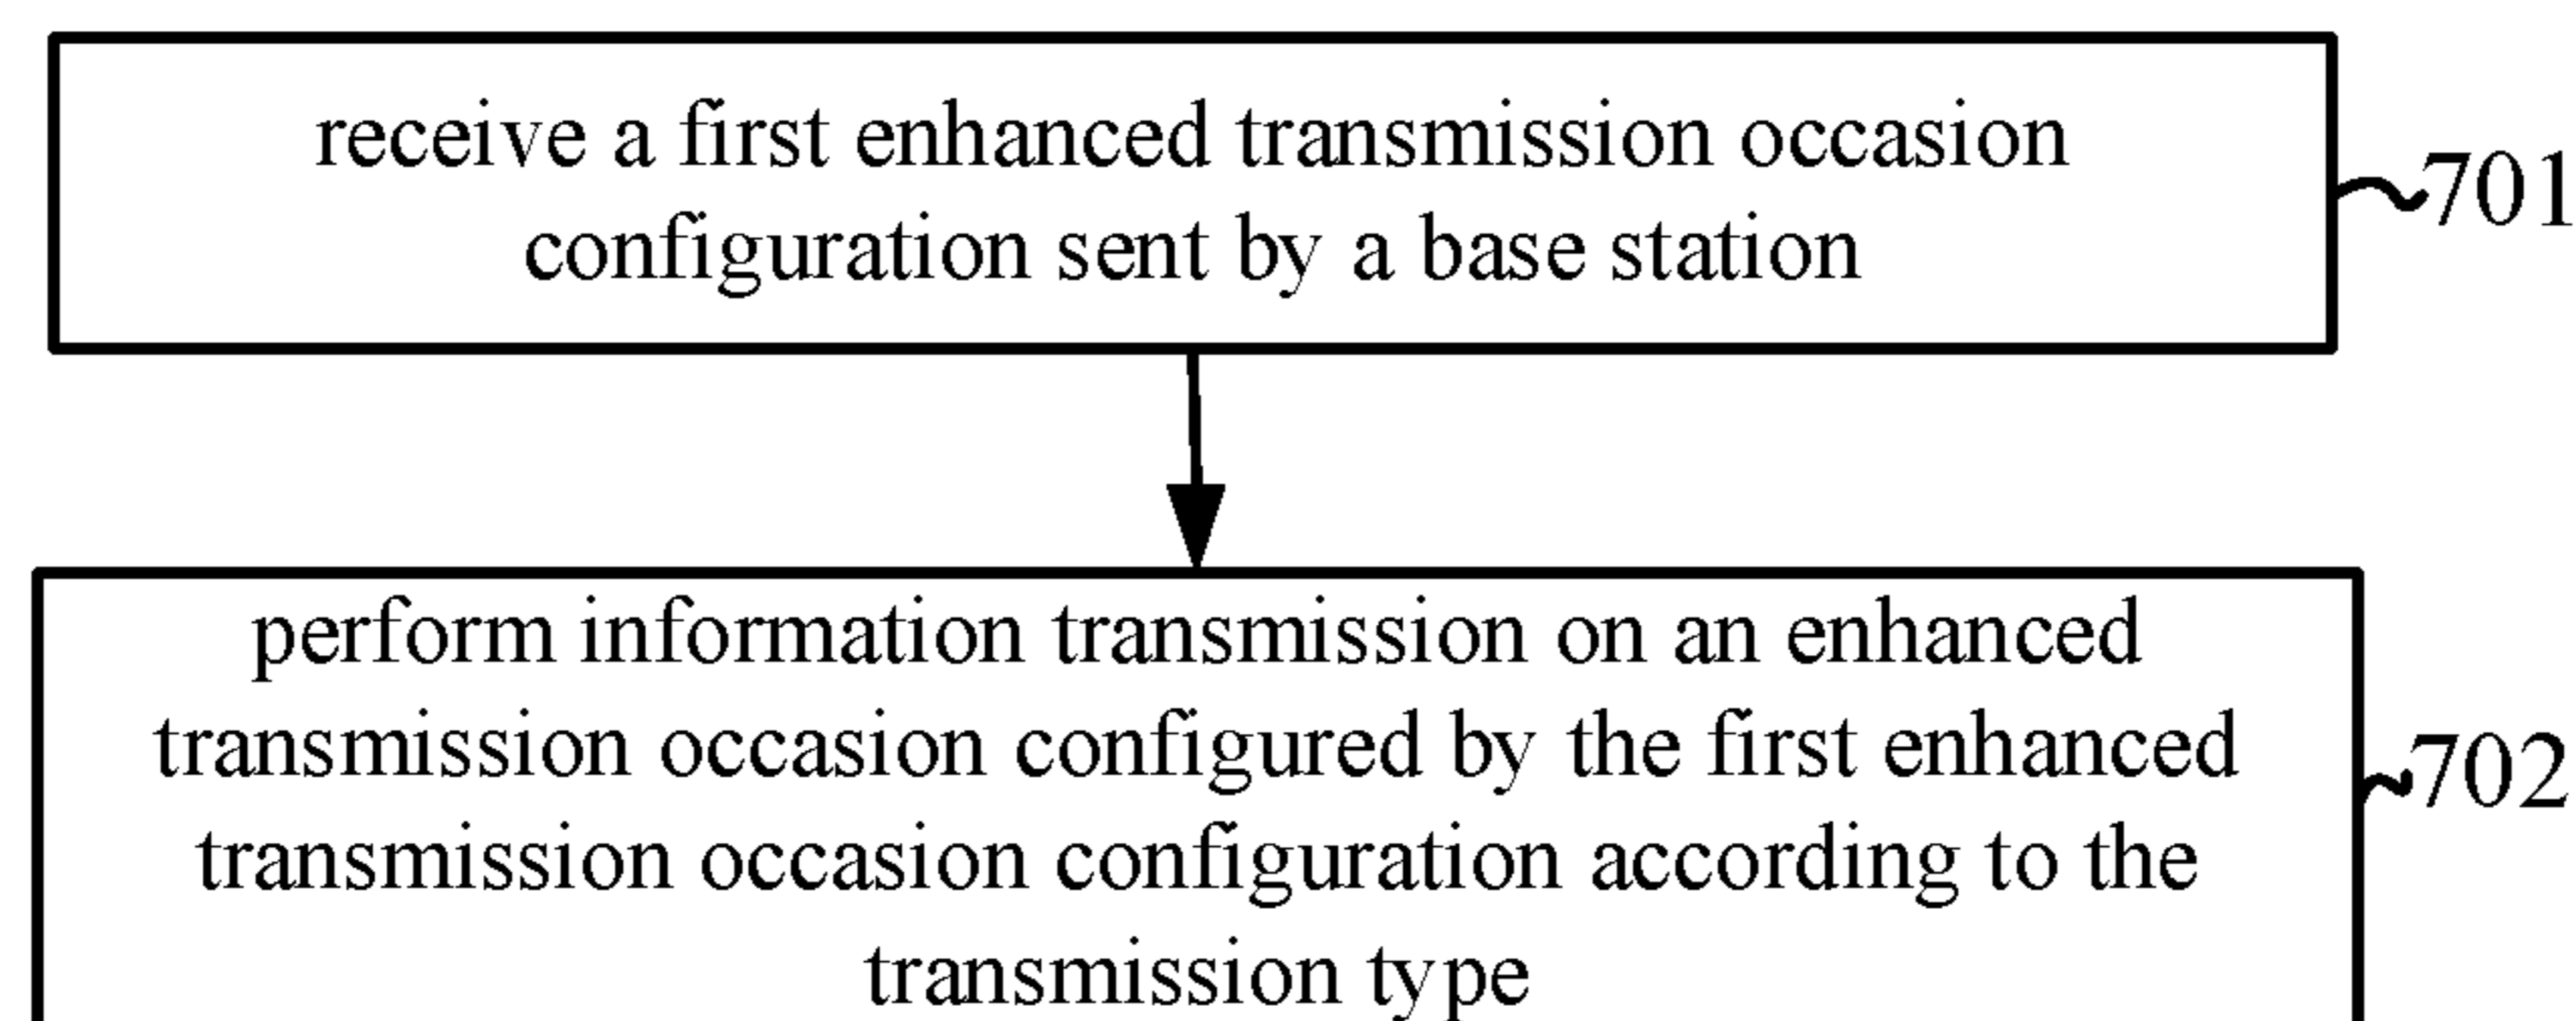 receive a first enhanced transmission occasion
configuration sent by a base station
701
perform information transmission on an enhanced
transmission occasion configured by the first enhanced
transmission occasion configuration according to the
transmission type
702